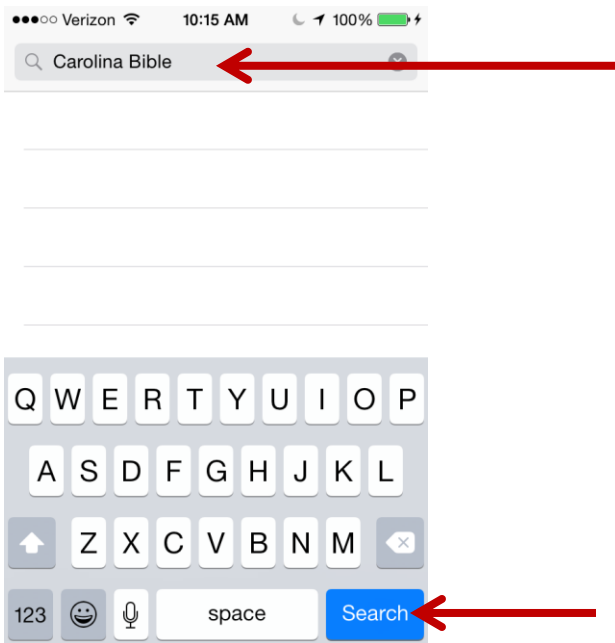 Verizon 10:15 AM 100%
Carolina Bible
Q W E R T Y U I O P
A S D F G H J K L
Z X C V B N M
123 space Search